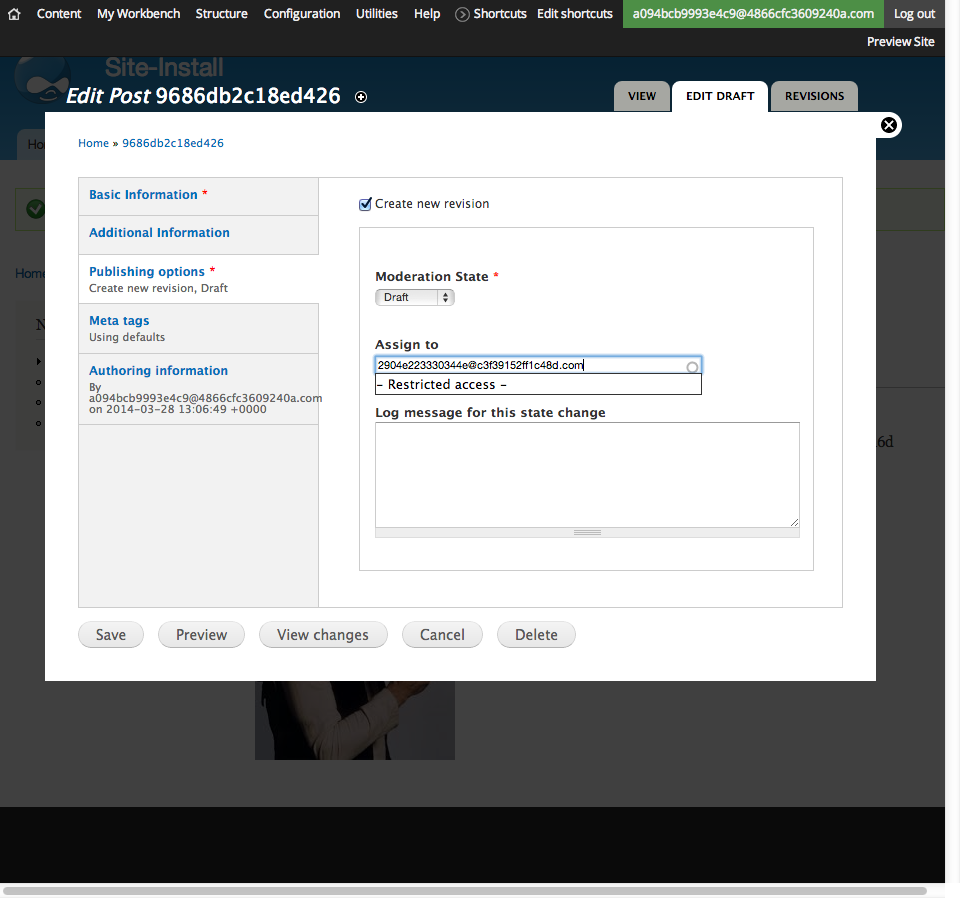 Content My Workbench Structure Configuration Utilities Help Shortcuts Edit shortcuts a094bcb9993e4c9@4866cfc3609240a.com Log out
Preview Site
Site-Install
Edit Post 9686db2c18ed426
VIEW EDIT DRAFT REVISIONS
Home » 9686db2c18ed426
Ho
Basic Information *
Additional Information
Publishing options *
Create new revision, Draft
Meta tags
Using defaults
Authoring information
By
a094bcb9993e4c9@4866cfc3609240a.com
on 2014-03-28 13:06:49 +0000
Create new revision
Moderation State *
Draft
Assign to
2904e223330344e@c3f39152ff1c48d.com
- Restricted access -
Log message for this state change
Home
N
6d
Save Preview View changes Cancel Delete